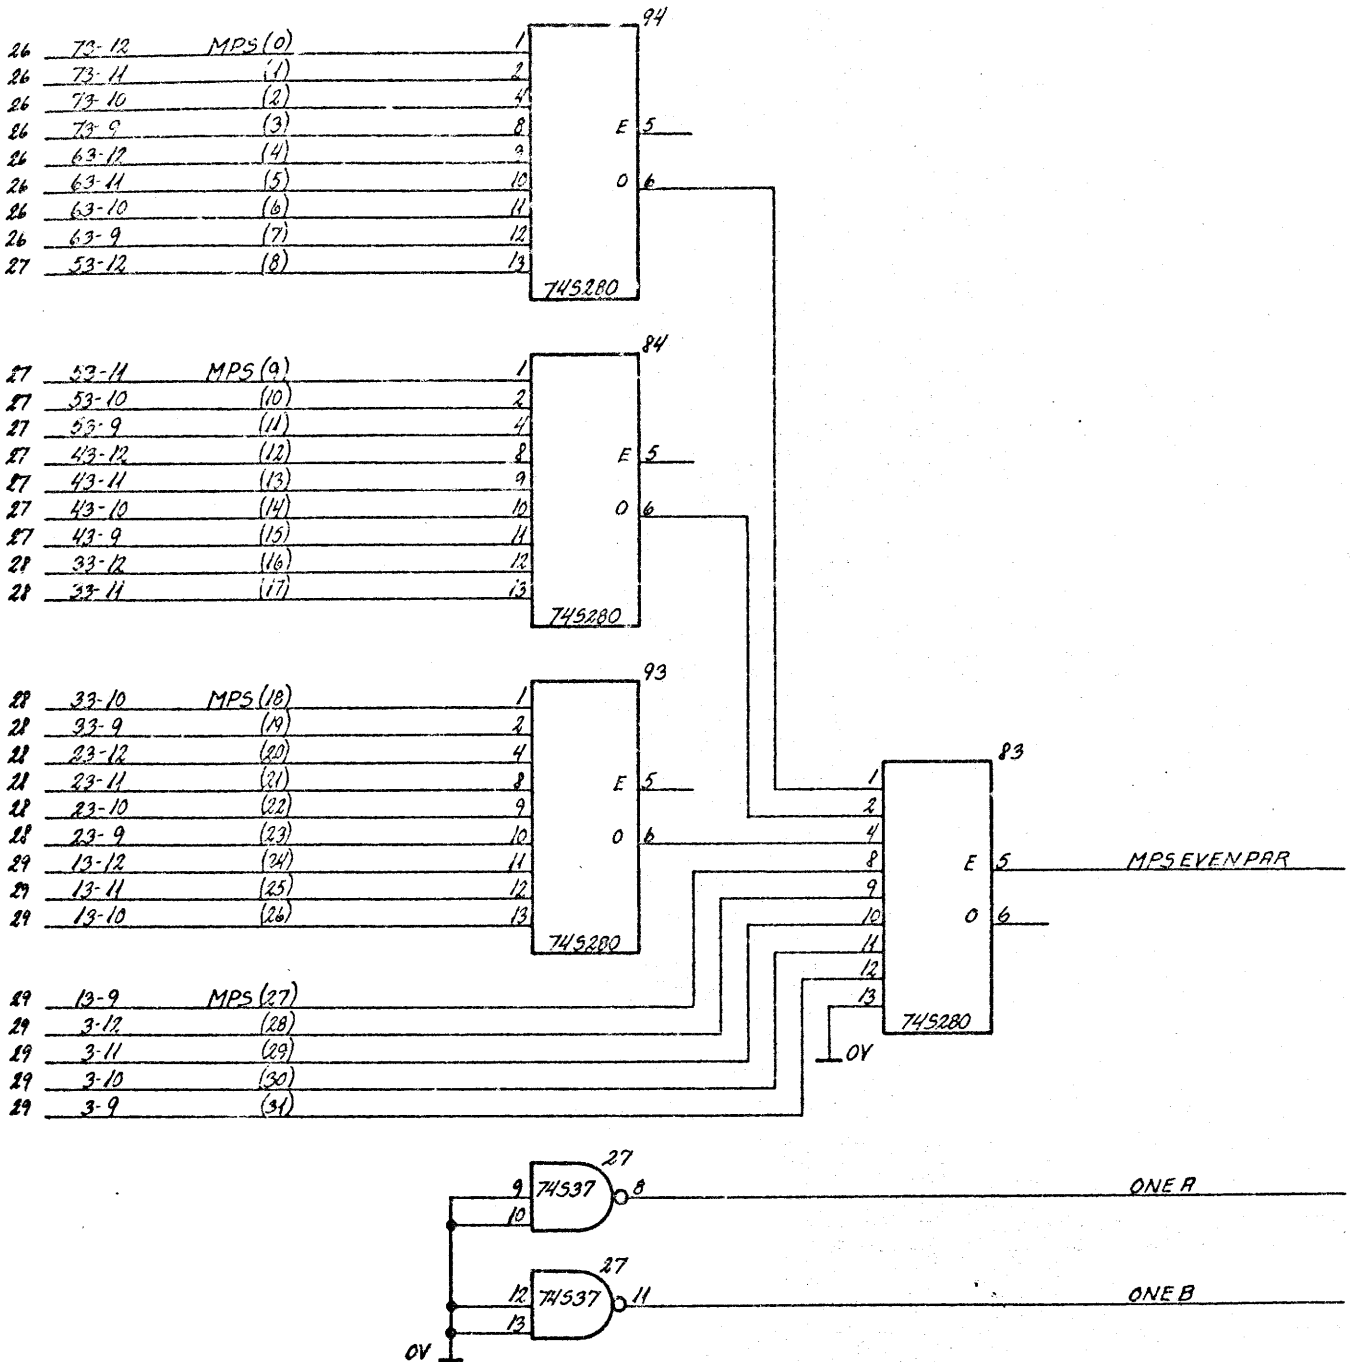 94
26 73-12 MPS(0) 1
26 73-11 (1) 2
26 73-10 (2) 4
26 73-9 (3) 8 E 5
26 63-12 (4) 9
26 63-11 (5) 10 O 6
26 63-10 (6) 11
26 63-9 (7) 12
27 53-12 (8) 13
74S280
84
27 53-11 MPS(9) 1
27 53-10 (10) 2
27 53-9 (11) 4
27 43-12 (12) 8 E 5
27 43-11 (13) 9
27 43-10 (14) 10 O 6
27 43-9 (15) 11
28 33-12 (16) 12
28 33-11 (17) 13
74S280
93
28 33-10 MPS(18) 1
28 33-9 (19) 2
28 23-12 (20) 4
28 23-11 (21) 8 E 5
28 23-10 (22) 9
28 23-9 (23) 10 O 6
29 13-12 (24) 11
29 13-11 (25) 12
29 13-10 (26) 13
74S280
83
1
2
4
8 E 5 MPSEVENPAR
9
10 O 6
11
12
13
74S280
0V
29 13-9 MPS(27)
29 3-12 (28)
29 3-11 (29)
29 3-10 (30)
29 3-9 (31)
27
9 74S37 8 ONE A
10
27
12 74S37 11 ONE B
13
0V